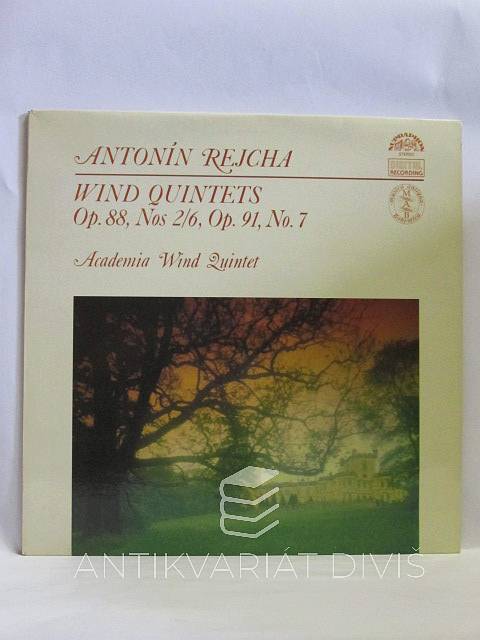 ANTONÍN REJCHA
SUPRAPHON
STEREO
DIGITAL
RECORDING
WIND QUINTETS
Op. 88, Nos 2/6, Op. 91, No. 7
Academia Wind Quintet
ANTIKVARIÁT DIVIŠ